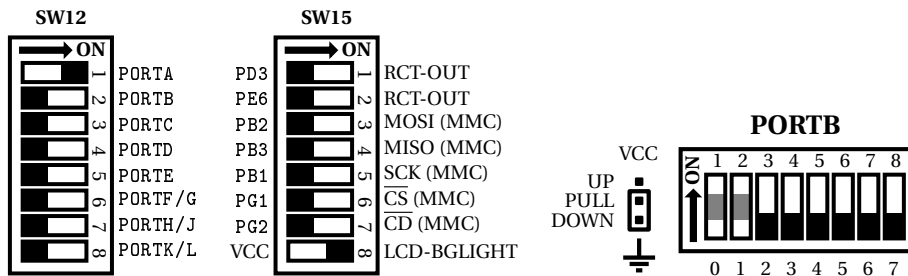 SW12
ON
1 PORTA
2 PORTB
3 PORTC
4 PORTD
5 PORTE
6 PORTF/G
7 PORTH/J
8 PORTK/L
SW15
ON
PD3 1 RCT-OUT
PE6 2 RCT-OUT
PB2 3 MOSI (MMC)
PB3 4 MISO (MMC)
PB1 5 SCK (MMC)
PG1 6 CS (MMC)
PG2 7 CD (MMC)
VCC 8 LCD-BGLIGHT
VCC
UP
PULL
DOWN
PORTB
ON
1 2 3 4 5 6 7 8
0 1 2 3 4 5 6 7